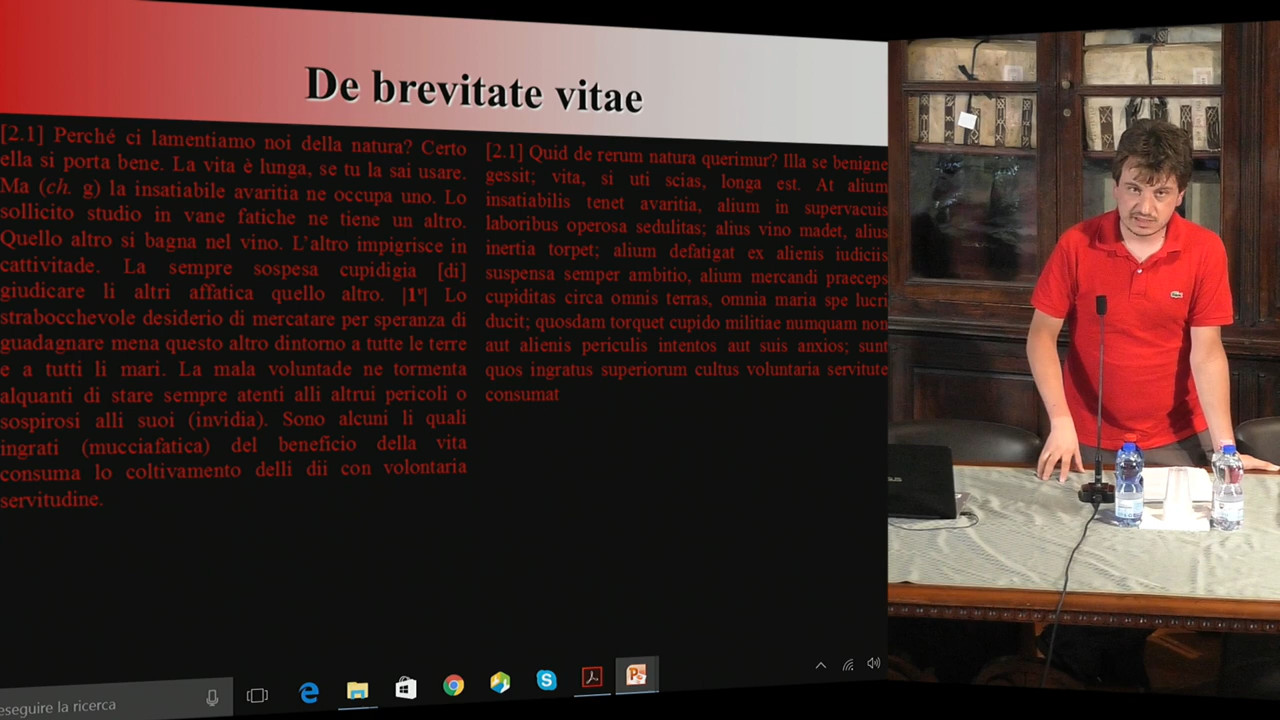 De brevitate vitae
[2.1] Perché ci lamentiamo noi della natura? Certo
ella si porta bene. La vita è lunga, se tu la sai usare.
Ma (ch. g) la insatiabile avaritia ne occupa uno. Lo
sollicito studio in vane fatiche ne tiene un altro.
Quello altro si bagna nel vino. L'altro impigrisce in
cattivitade. La sempre sospesa cupidigia [di]
giudicare li altri affatica quello altro. |1ᵛ| Lo
strabocchevole desiderio di mercatare per speranza di
guadagnare mena questo altro dintorno a tutte le terre
e a tutti li mari. La mala voluntade ne tormenta
alquanti di stare sempre atenti alli altrui pericoli o
sospirosi alli suoi (invidia). Sono alcuni li quali
ingrati (mucciafatica) del beneficio della vita
consuma lo coltivamento delli dii con volontaria
servitudine.
[2.1] Quid de rerum natura querimur? Illa se benigne
gessit; vita, si uti scias, longa est. At alium
insatiabilis tenet avaritia, alium in supervacuis
laboribus operosa sedulitas; alius vino madet, alius
inertia torpet; alium defatigat ex alienis iudiciis
suspensa semper ambitio, alium mercandi praeceps
cupiditas circa omnis terras, omnia maria spe lucri
ducit; quosdam torquet cupido militiae numquam non
aut alienis periculis intentos aut suis anxios; sunt
quos ingratus superiorum cultus voluntaria servitute
consumat
eseguire la ricerca